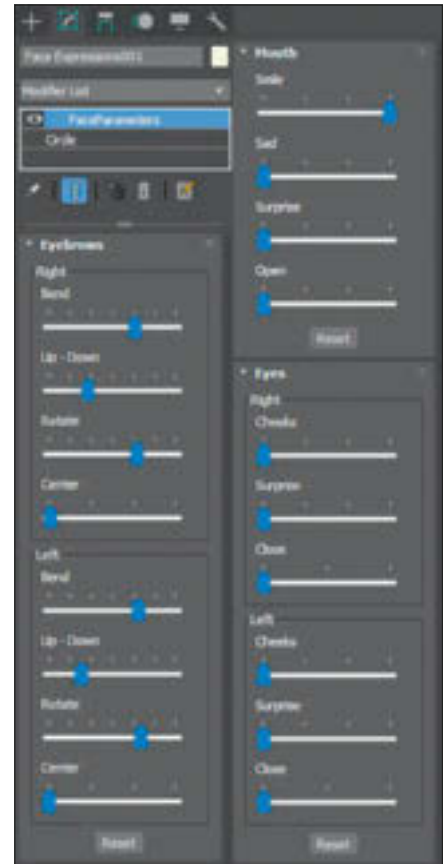 Face Expressions001
Modifier List
FaceParameters
Circle
Eyebrows
Right
Bend
Up - Down
Rotate
Center
Left
Bend
Up - Down
Rotate
Center
Reset
Mouth
Smile
Sad
Surprise
Open
Reset
Eyes
Right
Cheeks
Surprise
Close
Left
Cheeks
Surprise
Close
Reset